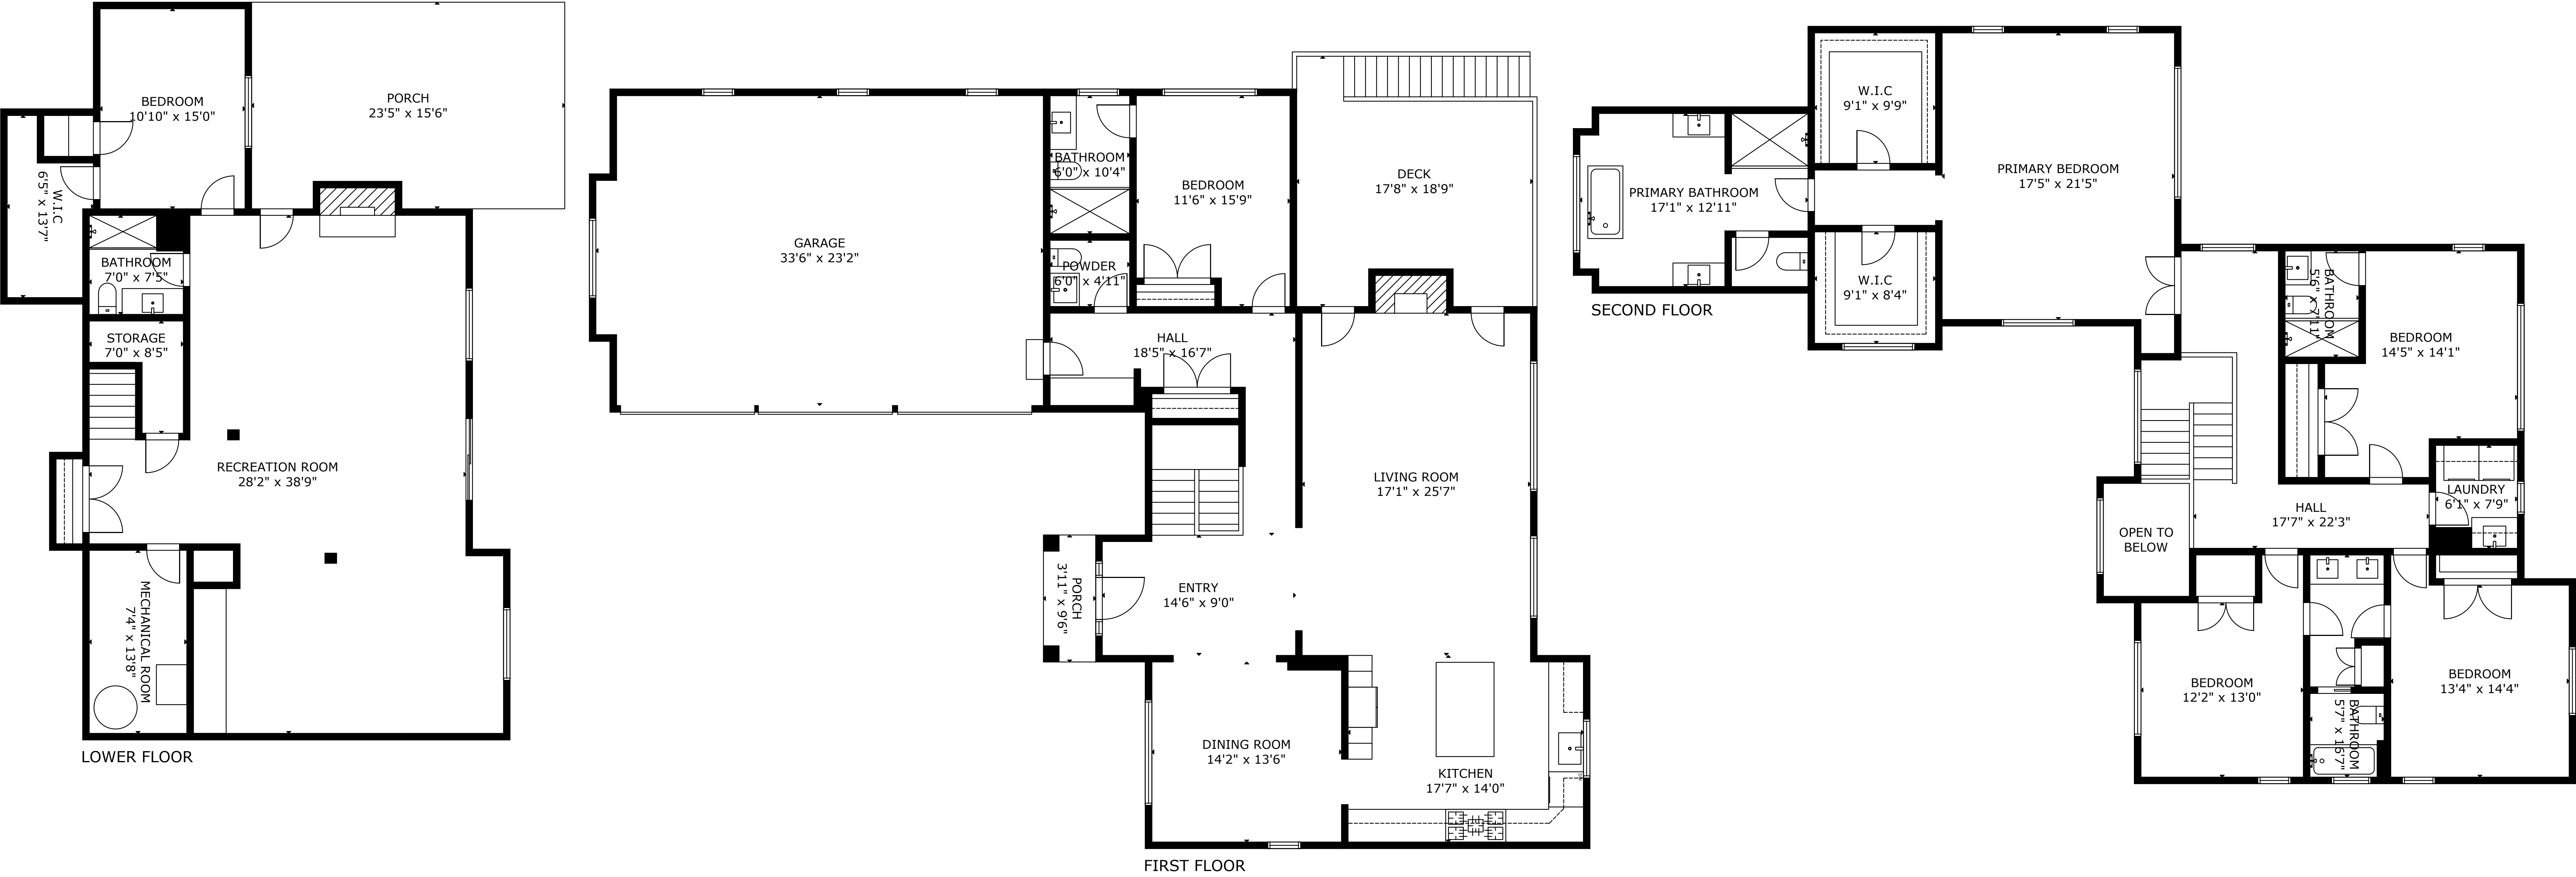 BEDROOM
10'10" x 15'0"
PORCH
23'5" x 15'6"
W.I.C
6'5" x 13'7"
BATHROOM
7'0" x 7'5"
STORAGE
7'0" x 8'5"
RECREATION ROOM
28'2" x 38'9"
MECHANICAL ROOM
7'4" x 13'8"
LOWER FLOOR
GARAGE
33'6" x 23'2"
BATHROOM
6'0" x 10'4"
BEDROOM
11'6" x 15'9"
POWDER
6'0" x 4'11"
DECK
17'8" x 18'9"
HALL
18'5" x 16'7"
LIVING ROOM
17'1" x 25'7"
PORCH
3'11" x 9'6"
ENTRY
14'6" x 9'0"
DINING ROOM
14'2" x 13'6"
KITCHEN
17'7" x 14'0"
FIRST FLOOR
W.I.C
9'1" x 9'9"
PRIMARY BEDROOM
17'5" x 21'5"
PRIMARY BATHROOM
17'1" x 12'11"
W.I.C
9'1" x 8'4"
SECOND FLOOR
BATHROOM
5'6" x 7'11"
BEDROOM
14'5" x 14'1"
LAUNDRY
6'1" x 7'9"
HALL
17'7" x 22'3"
OPEN TO
BELOW
BEDROOM
12'2" x 13'0"
BATHROOM
5'7" x 16'7"
BEDROOM
13'4" x 14'4"